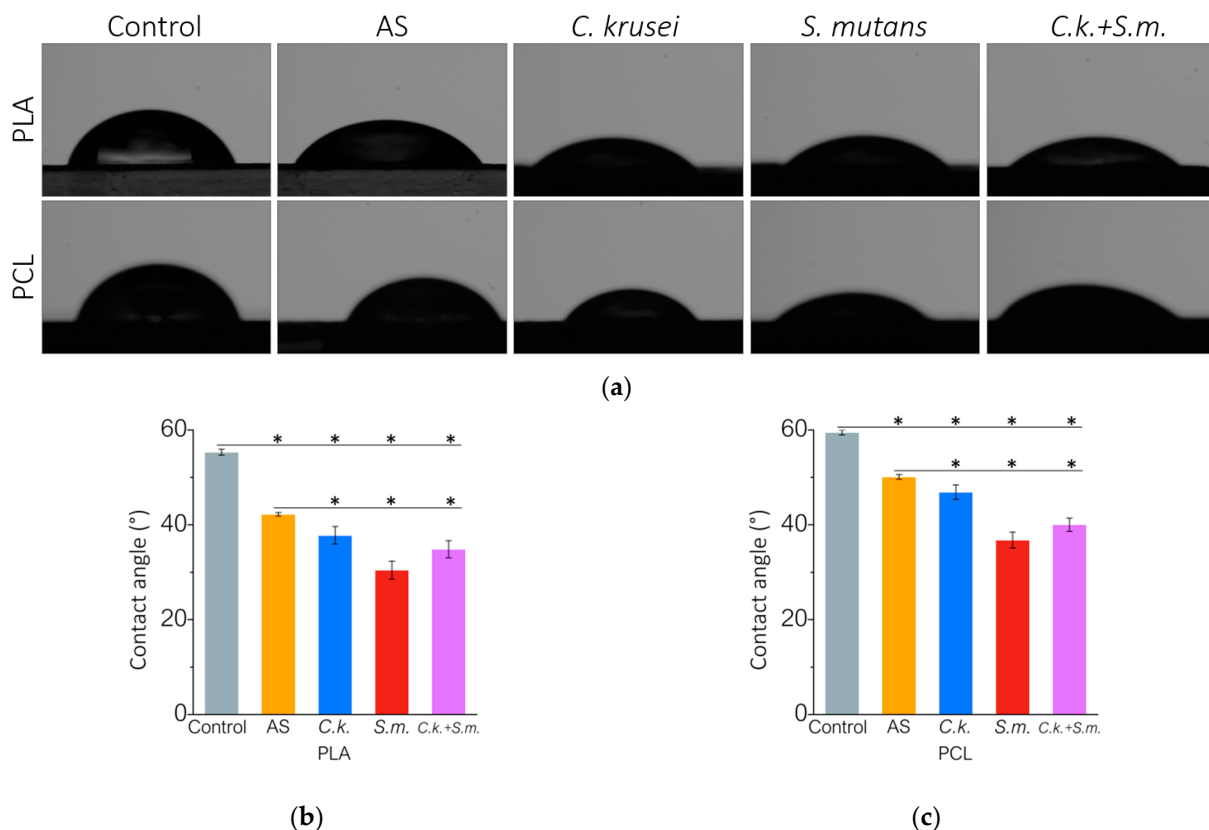 Control AS C. krusei S. mutans C.k.+S.m.
PLA
PCL
(a)
60 * * * *
* * *
40
20
0
Contact angle (°)
Control AS C.k. S.m. C.k.+S.m.
PLA
(b)
60 * * * *
* * *
40
20
0
Contact angle (°)
Control AS C.k. S.m. C.k.+S.m.
PCL
(c)